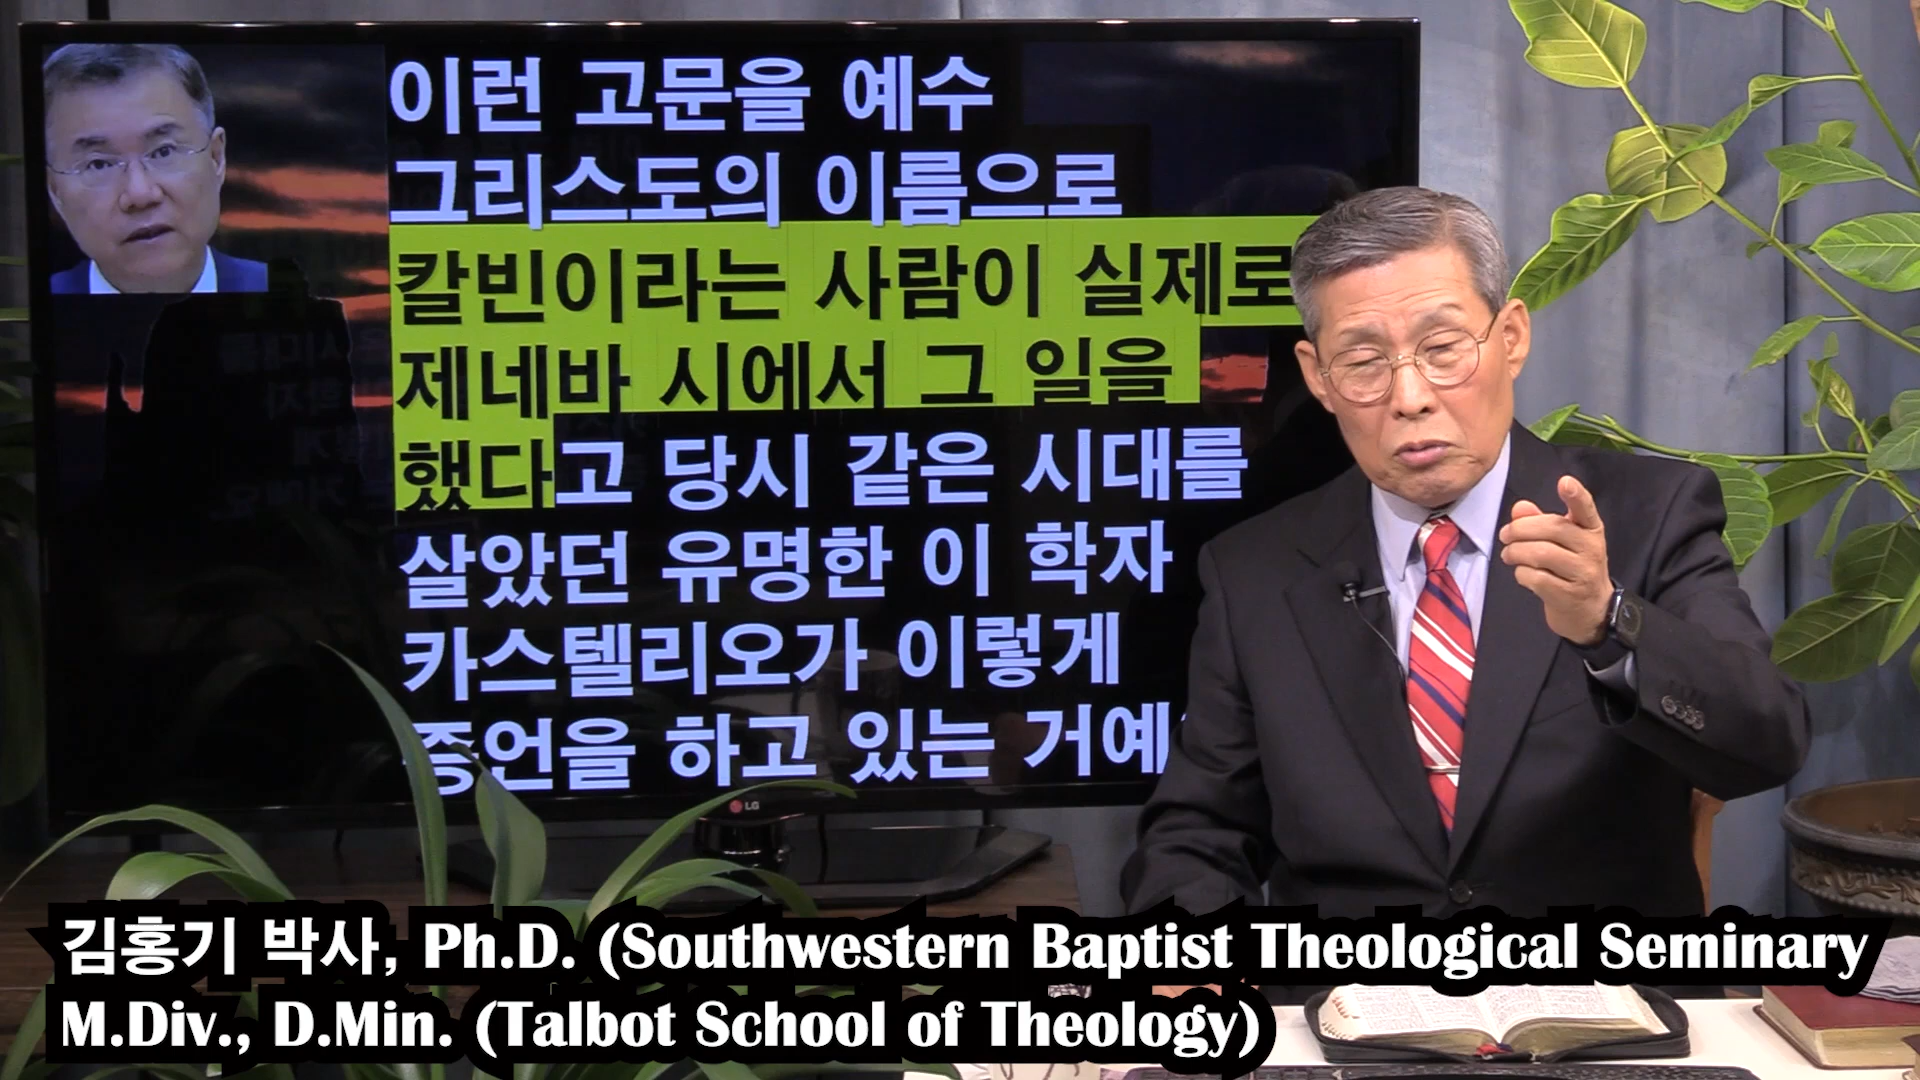 이런 고문을 예수
그리스도의 이름으로
칼빈이라는 사람이 실제로
제네바 시에서 그 일을
했다고 당시 같은 시대를
살았던 유명한 이 학자
카스텔리오가 이렇게
증언을 하고 있는 거예
LG
김홍기 박사, Ph.D. (Southwestern Baptist Theological Seminary
M.Div., D.Min. (Talbot School of Theology)